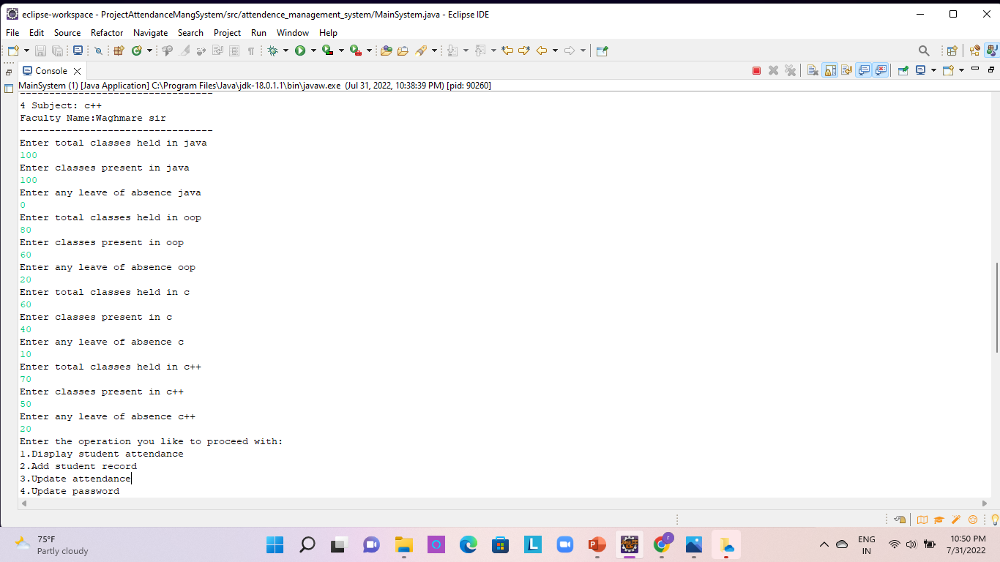 eclipse-workspace - ProjectAttendanceMangSystem/src/attendence_management_system/MainSystem.java - Eclipse IDE
File Edit Source Refactor Navigate Search Project Run Window Help
Console
MainSystem (1) [Java Application] C:\Program Files\Java\jdk-18.0.1.1\bin\javaw.exe (Jul 31, 2022, 10:38:39 PM) [pid: 90260]
---------------------------------
4 Subject: c++
Faculty Name:Waghmare sir
---------------------------------
Enter total classes held in java
100
Enter classes present in java
100
Enter any leave of absence java
0
Enter total classes held in oop
80
Enter classes present in oop
60
Enter any leave of absence oop
20
Enter total classes held in c
60
Enter classes present in c
40
Enter any leave of absence c
10
Enter total classes held in c++
70
Enter classes present in c++
50
Enter any leave of absence c++
20
Enter the operation you like to proceed with:
1.Display student attendance
2.Add student record
3.Update attendance
4.Update password
75°F
Partly cloudy
ENG
IN
10:50 PM
7/31/2022